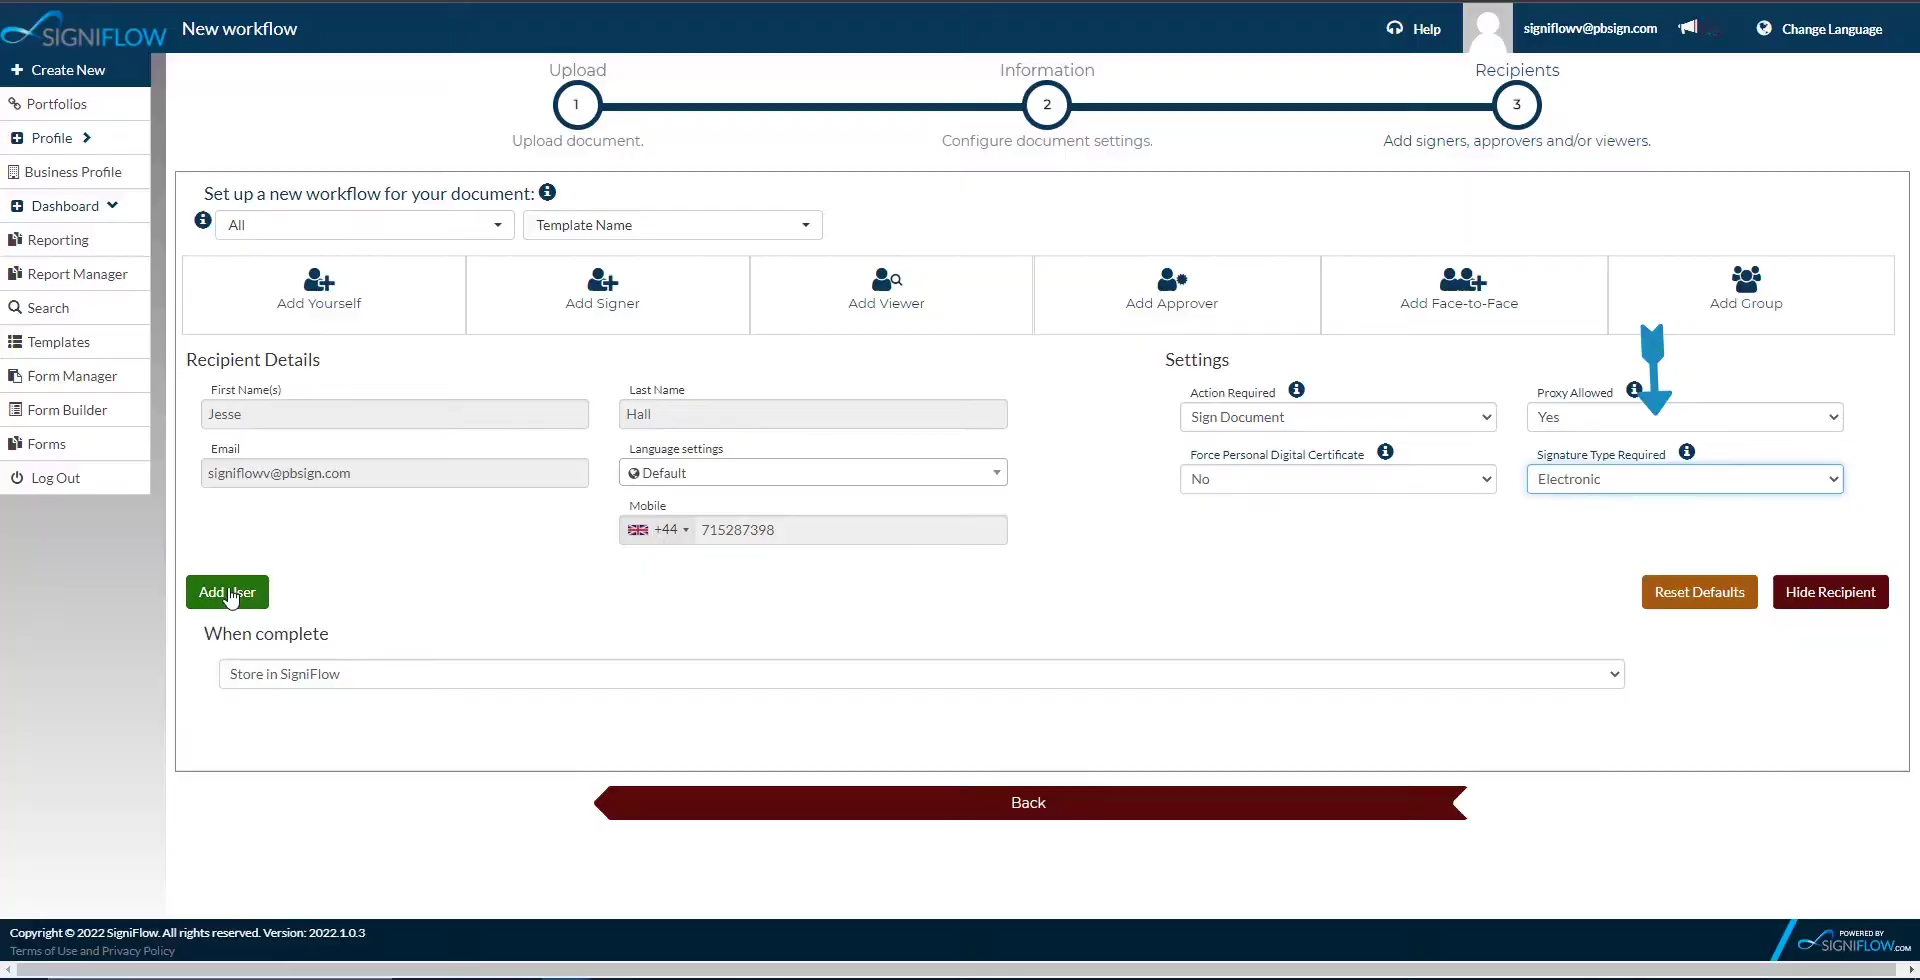 SIGNIFLOW
New workflow
Help
signiflowv@pbsign.com
Change Language
Create New
Portfolios
Profile
Business Profile
Dashboard
Reporting
Report Manager
Search
Templates
Form Manager
Form Builder
Forms
Log Out
Upload
1
Upload document.
Information
2
Configure document settings.
Recipients
3
Add signers, approvers and/or viewers.
Set up a new workflow for your document:
All
Template Name
Add Yourself
Add Signer
Add Viewer
Add Approver
Add Face-to-Face
Add Group
Recipient Details
First Name(s)
Jesse
Last Name
Hall
Email
signiflowv@pbsign.com
Language settings
Default
Mobile
+44 715287398
Settings
Action Required
Sign Document
Proxy Allowed
Yes
Force Personal Digital Certificate
No
Signature Type Required
Electronic
Add User
Reset Defaults
Hide Recipient
When complete
Store in SigniFlow
Back
Copyright © 2022 SigniFlow. All rights reserved. Version: 2022.1.0.3
Terms of Use and Privacy Policy
POWERED BY
SIGNIFLOW.COM